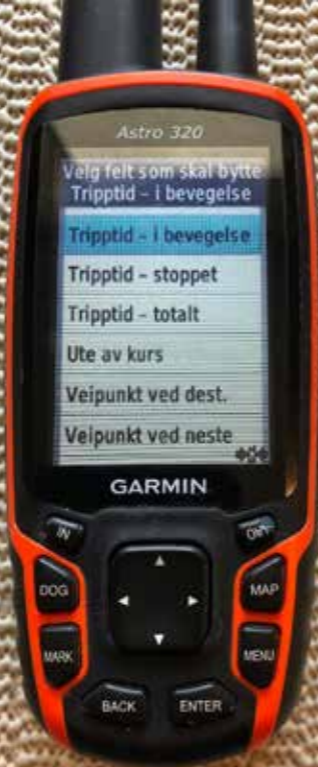 Astro 320
Velg felt som skal bytte
Tripptid - i bevegelse
Tripptid - i bevegelse
Tripptid - stoppet
Tripptid - totalt
Ute av kurs
Veipunkt ved dest.
Veipunkt ved neste
GARMIN
IN
DOG
MAP
MARK
MENU
BACK
ENTER